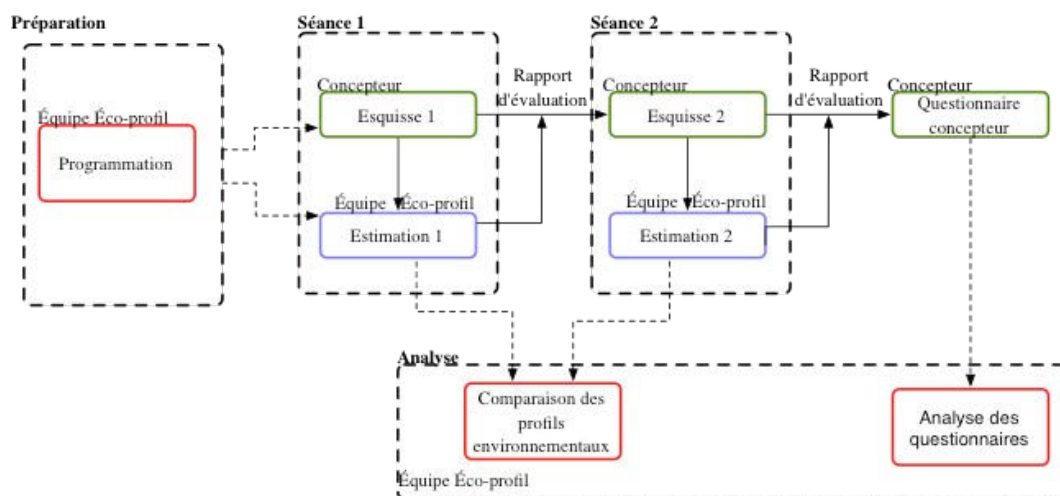 Préparation
Équipe Éco-profil
Programmation
Séance 1
Concepteur
Esquisse 1
Équipe Éco-profil
Estimation 1
Rapport
d'évaluation
Séance 2
Concepteur
Esquisse 2
Équipe Éco-profil
Estimation 2
Rapport
d'évaluation
Concepteur
Questionnaire
concepteur
Analyse
Comparaison des
profils
environnementaux
Analyse des
questionnaires
Équipe Éco-profil